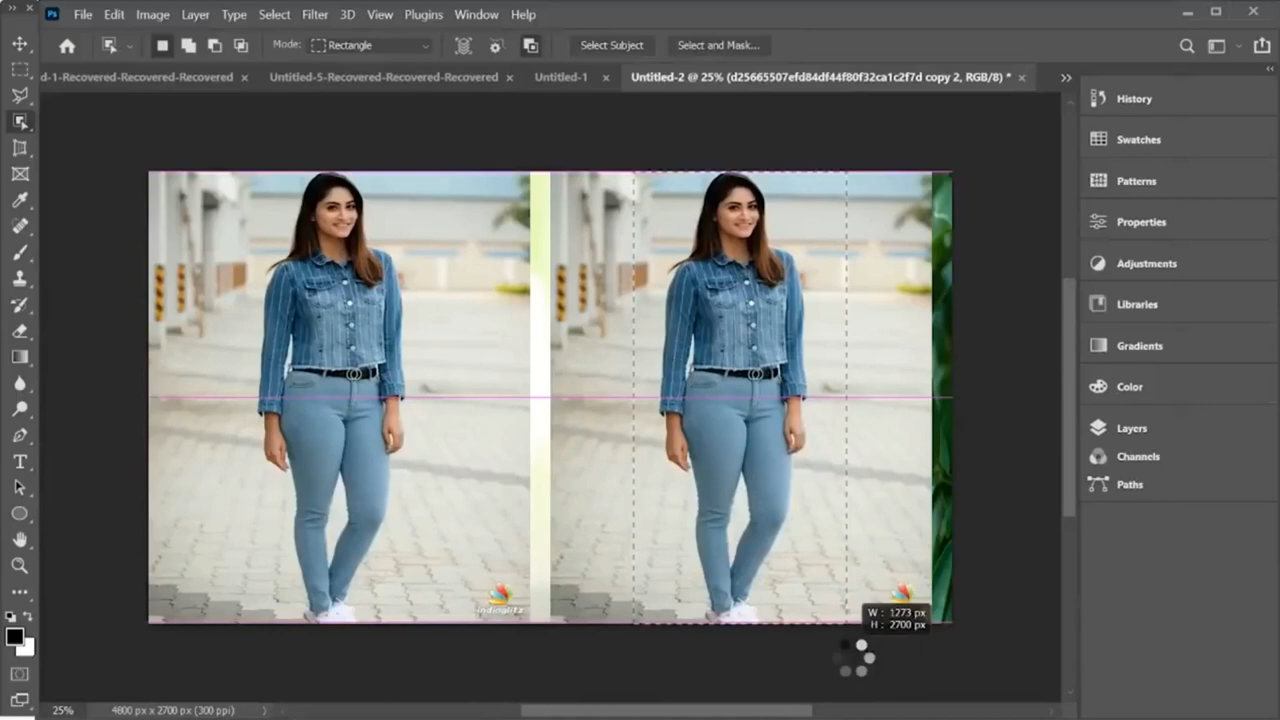 Ps File Edit Image Layer Type Select Filter 3D View Plugins Window Help
Mode: Rectangle Select Subject Select and Mask...
d-1-Recovered-Recovered-Recovered × Untitled-5-Recovered-Recovered-Recovered × Untitled-1 × Untitled-2 @ 25% (d25665507efd84df44f80f32ca1c2f7d copy 2, RGB/8) * ×
History
Swatches
Patterns
Properties
Adjustments
Libraries
Gradients
Color
Layers
Channels
Paths
indiaglitz
W : 1273 px
H : 2700 px
25% 4800 px x 2700 px (300 ppi)